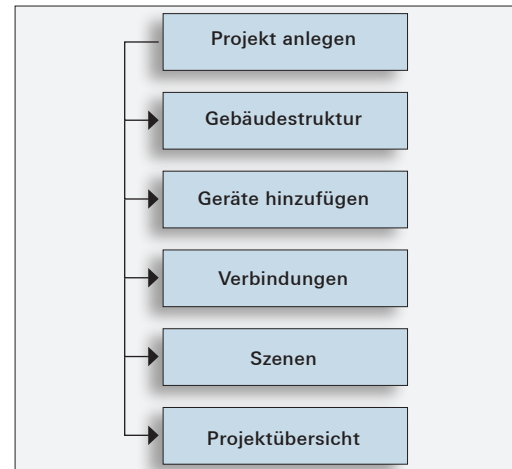 Projekt anlegen
Gebäudestruktur
Geräte hinzufügen
Verbindungen
Szenen
Projektübersicht